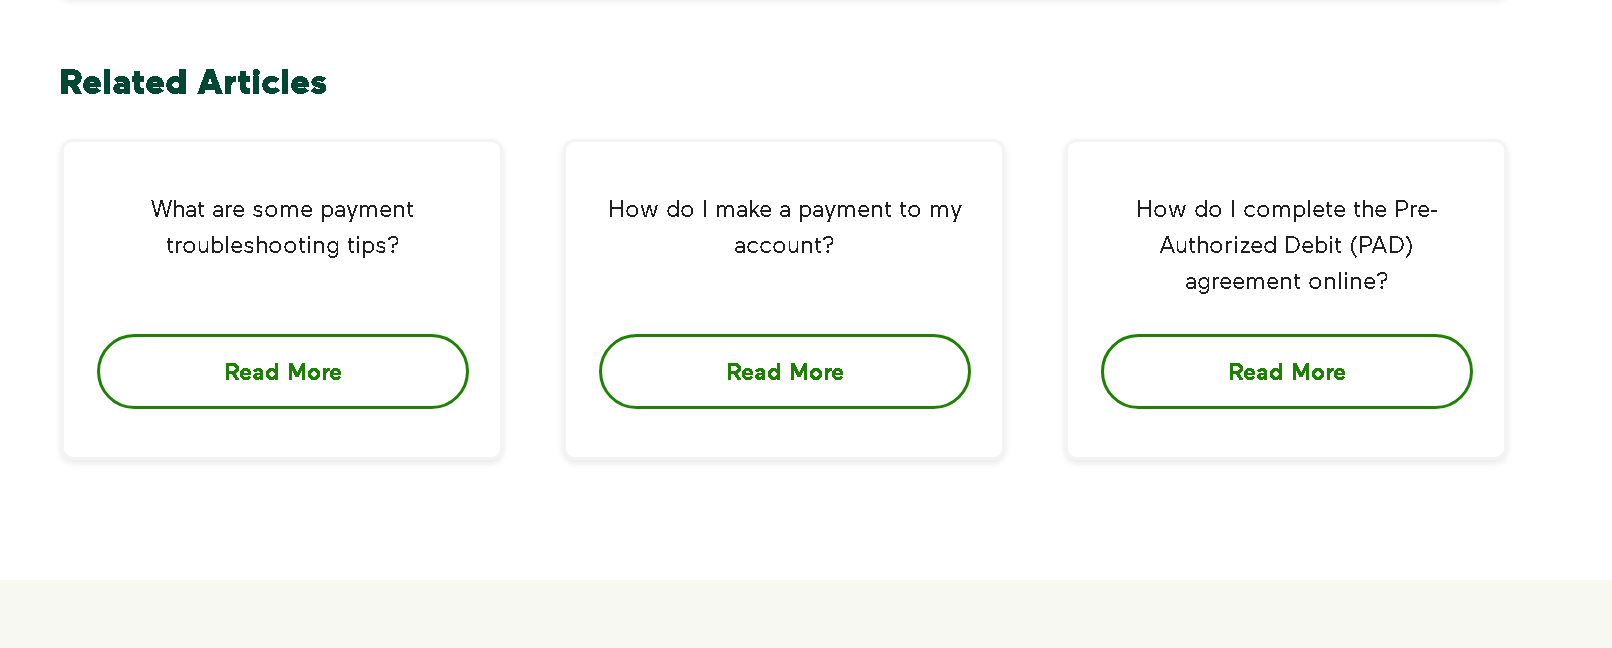 Related Articles
What are some payment
troubleshooting tips?
Read More
How do I make a payment to my
account?
Read More
How do I complete the Pre-
Authorized Debit (PAD)
agreement online?
Read More